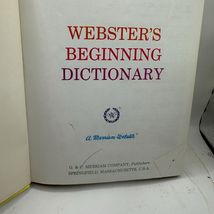 WEBSTER'S
BEGINNING
DICTIONARY
A Merriam-Webster
G. & C. MERRIAM COMPANY, Publishers
SPRINGFIELD, MASSACHUSETTS, U.S.A.